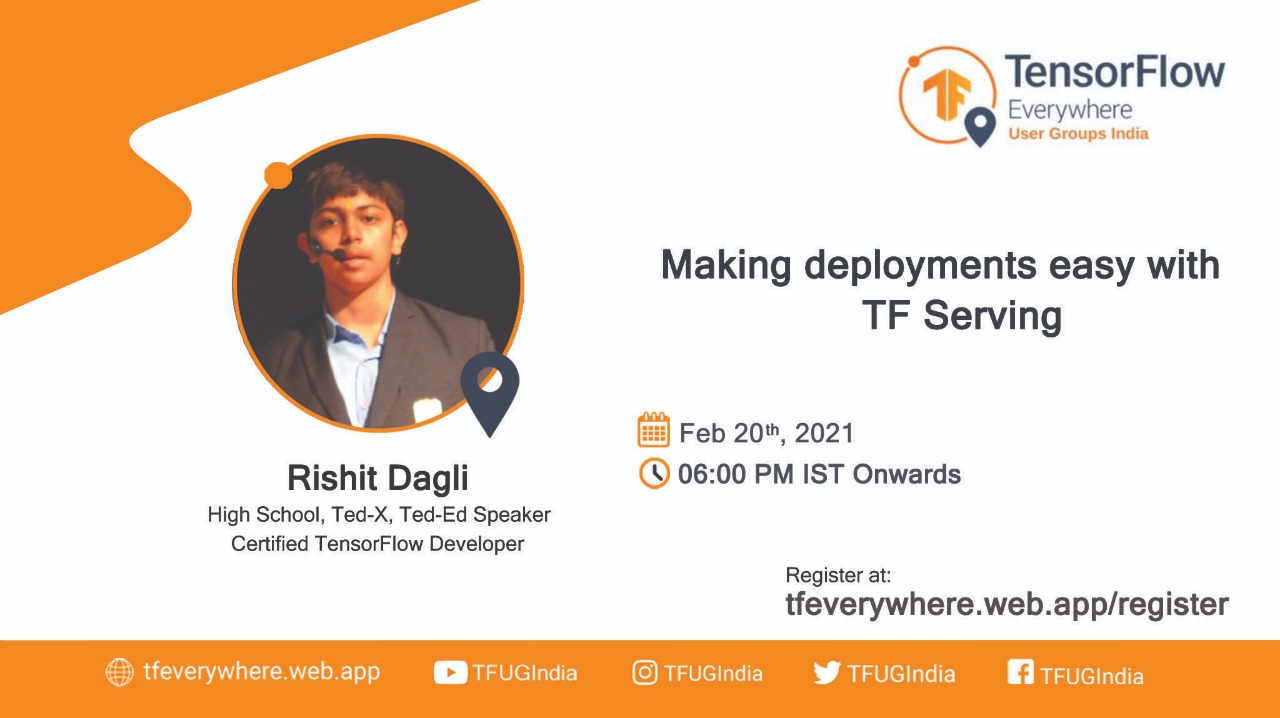 TensorFlow
Everywhere
User Groups India
Making deployments easy with
TF Serving
Feb 20th, 2021
06:00 PM IST Onwards
Rishit Dagli
High School, Ted-X, Ted-Ed Speaker
Certified TensorFlow Developer
Register at:
tfeverywhere.web.app/register
tfeverywhere.web.app TFUGIndia TFUGIndia TFUGIndia TFUGIndia